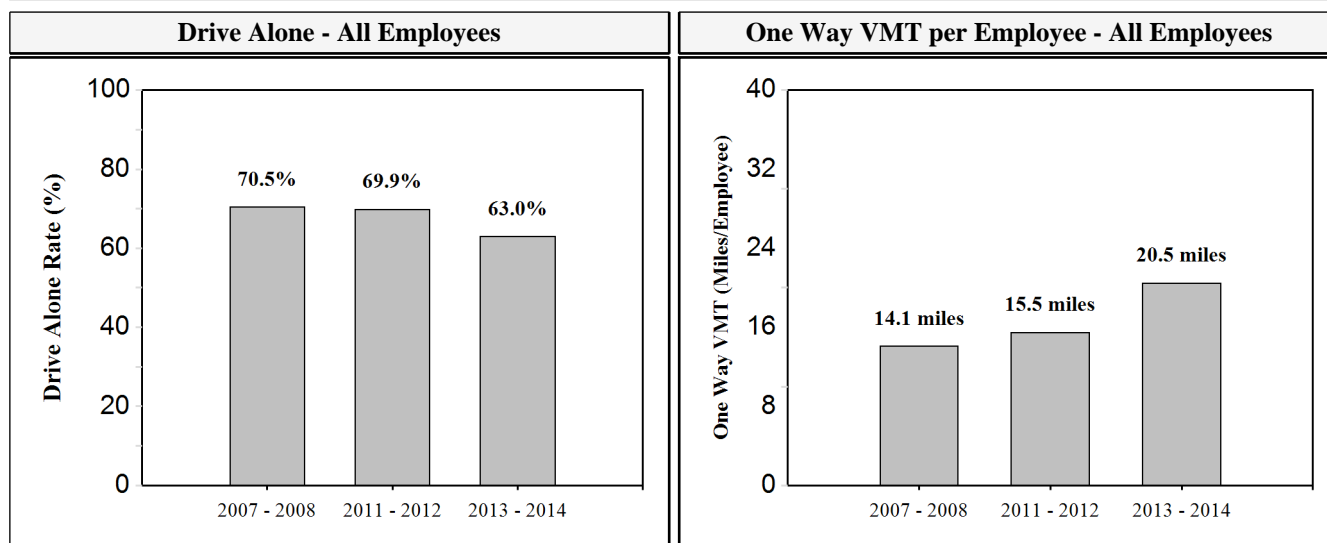 Drive Alone - All Employees
One Way VMT per Employee - All Employees
100
80
60
40
20
0
Drive Alone Rate (%)
70.5%
69.9%
63.0%
2007 - 2008
2011 - 2012
2013 - 2014
40
32
24
16
8
0
One Way VMT (Miles/Employee)
14.1 miles
15.5 miles
20.5 miles
2007 - 2008
2011 - 2012
2013 - 2014